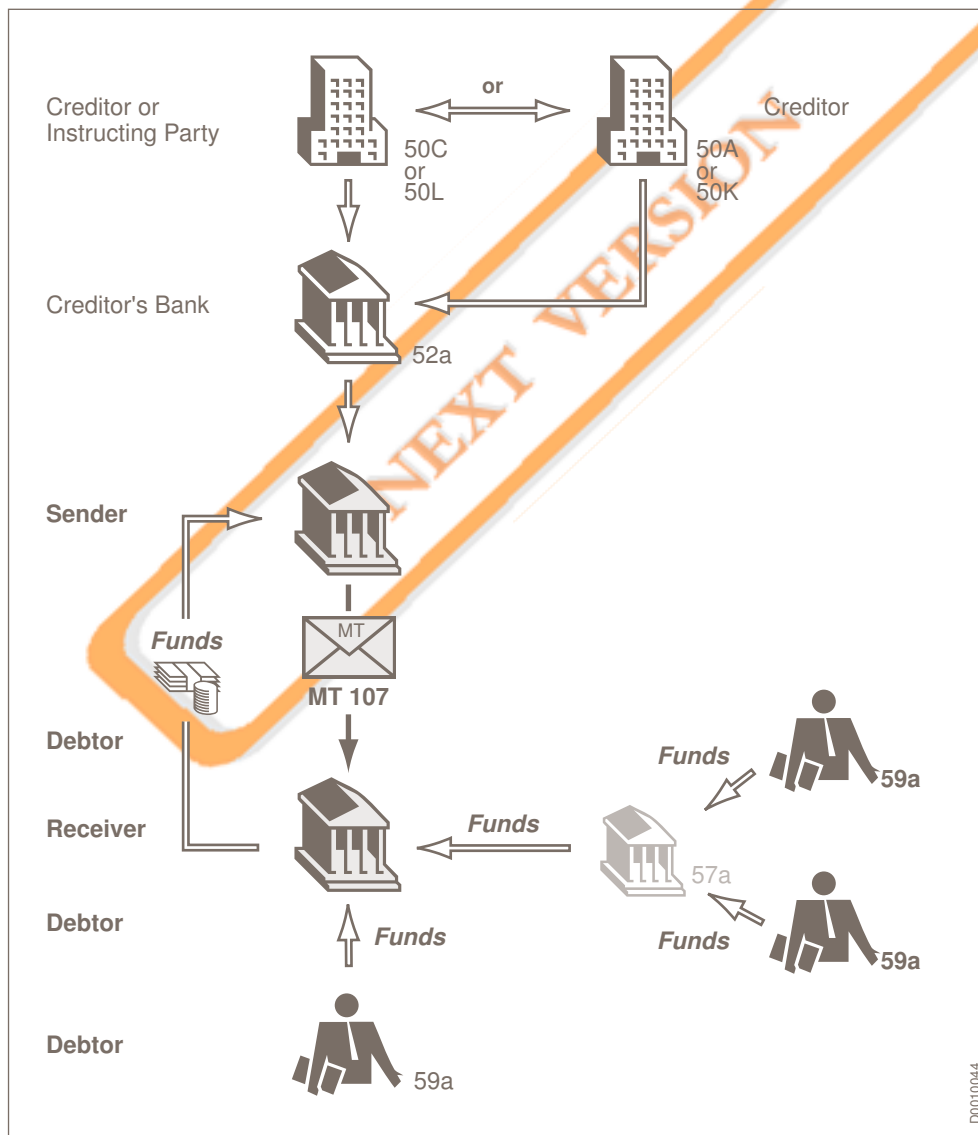 or
Creditor or
Instructing Party
Creditor
50C
or
50L
50A
or
50K
Creditor's Bank
52a
NEXT VERSION
Sender
Funds
MT
MT 107
Debtor
Funds
59a
Receiver
Funds
57a
Debtor
Funds
Funds
59a
Debtor
59a
D0010044